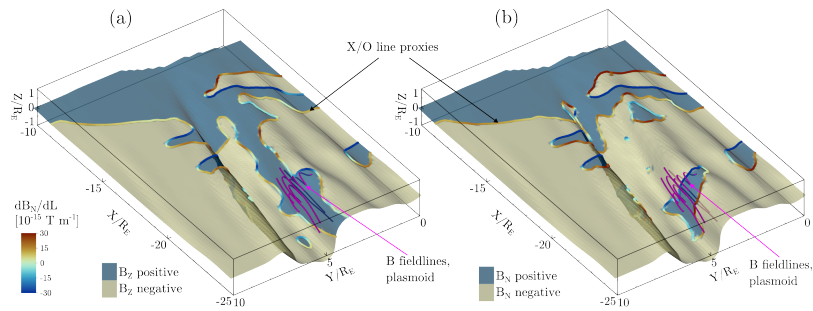 (a)
(b)
X/O line proxies
Z/R_E
1
0
-1
-10
-15
-20
-25
X/R_E
10
5
0
Y/R_E
dB_N/dL
[10^-15 T m^-1]
30
15
0
-15
-30
B_Z positive
B_Z negative
B fieldlines,
plasmoid
Z/R_E
1
0
-1
-10
-15
-20
-25
X/R_E
10
5
0
Y/R_E
B_N positive
B_N negative
B fieldlines,
plasmoid